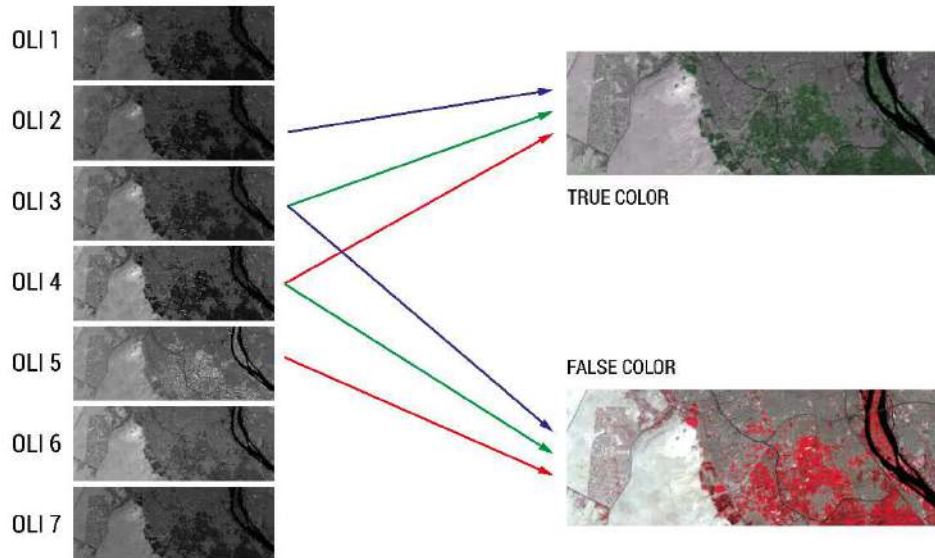 OLI 1
OLI 2
OLI 3
OLI 4
OLI 5
OLI 6
OLI 7
TRUE COLOR
FALSE COLOR